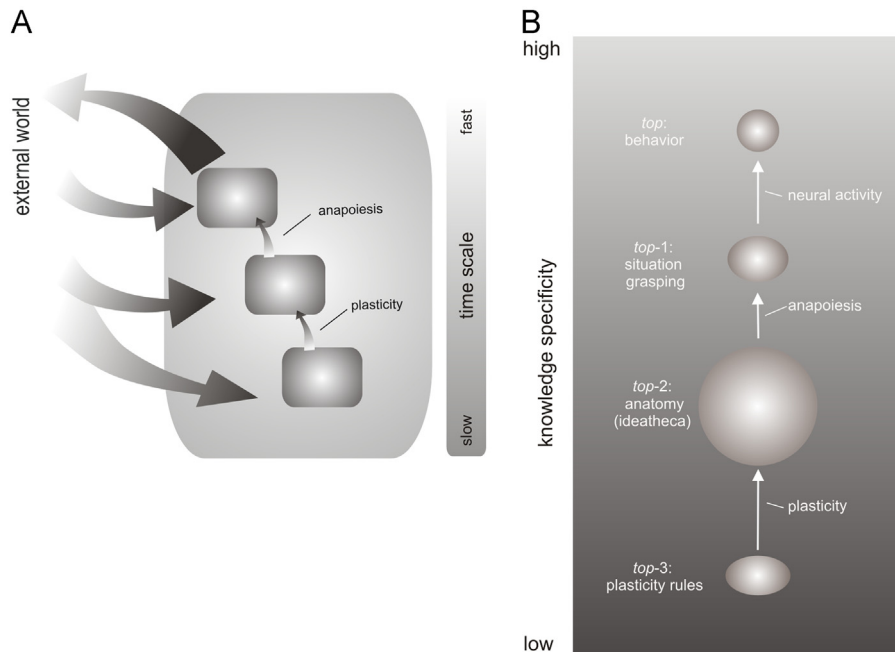 A
external world
anapoiesis
plasticity
fast
time scale
slow
B
high
knowledge specificity
low
top:
behavior
neural activity
top-1:
situation
grasping
anapoiesis
top-2:
anatomy
(ideatheca)
plasticity
top-3:
plasticity rules